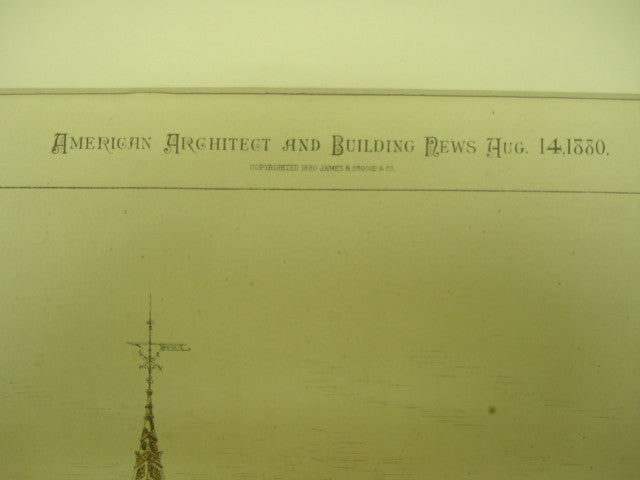 American Architect and Building News Aug. 14, 1880.
COPYRIGHTED 1880 JAMES R. OSGOOD & CO.